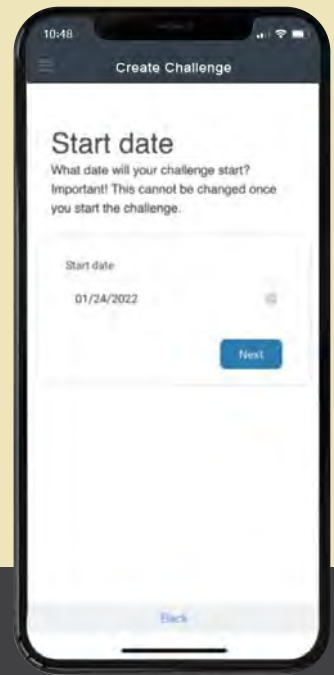 10:48
Create Challenge
Start date
What date will your challenge start?
Important! This cannot be changed once
you start the challenge.
Start date
01/24/2022
Next
Back